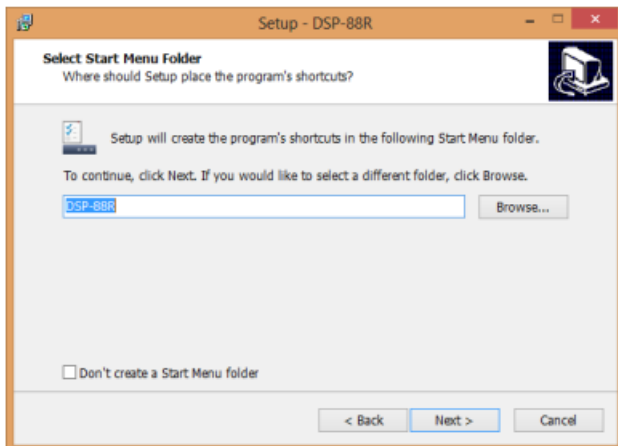 Setup - DSP-88R
Select Start Menu Folder
Where should Setup place the program's shortcuts?
Setup will create the program's shortcuts in the following Start Menu folder.
To continue, click Next. If you would like to select a different folder, click Browse.
DSP-88R
Browse...
Don't create a Start Menu folder
< Back
Next >
Cancel